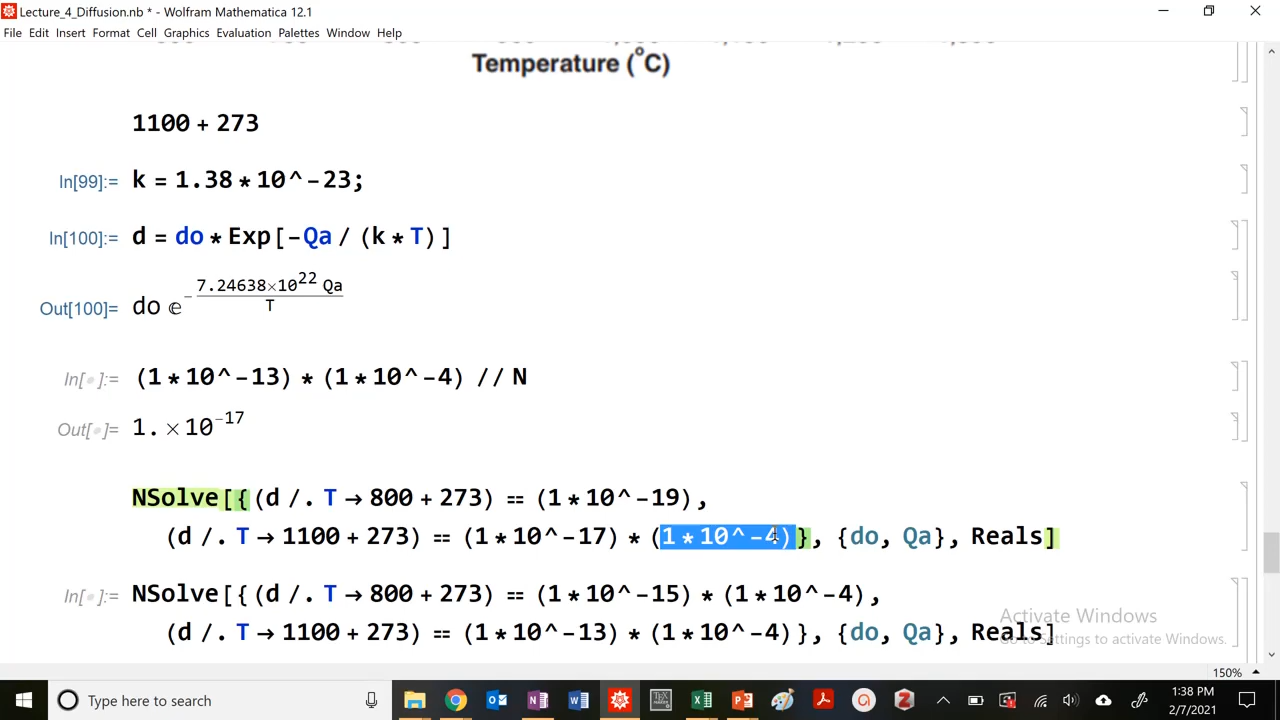 Lecture_4_Diffusion.nb * - Wolfram Mathematica 12.1
File Edit Insert Format Cell Graphics Evaluation Palettes Window Help
Temperature (°C)
1100 + 273
In[99]:= k = 1.38 * 10 ^ -23;
In[100]:= d = do * Exp[-Qa / (k * T)]
Out[100]= do e^(-7.24638×10^22 Qa / T)
In[•]:= (1 * 10 ^ -13) * (1 * 10 ^ -4) // N
Out[•]= 1. × 10^-17
NSolve[{(d /. T → 800 + 273) == (1 * 10 ^ -19),
(d /. T → 1100 + 273) == (1 * 10 ^ -17) * (1 * 10 ^ -4)}, {do, Qa}, Reals]
In[•]:= NSolve[{(d /. T → 800 + 273) == (1 * 10 ^ -15) * (1 * 10 ^ -4),
(d /. T → 1100 + 273) == (1 * 10 ^ -13) * (1 * 10 ^ -4)}, {do, Qa}, Reals]
Activate Windows
Go to Settings to activate Windows.
150%
Type here to search
1:38 PM
2/7/2021